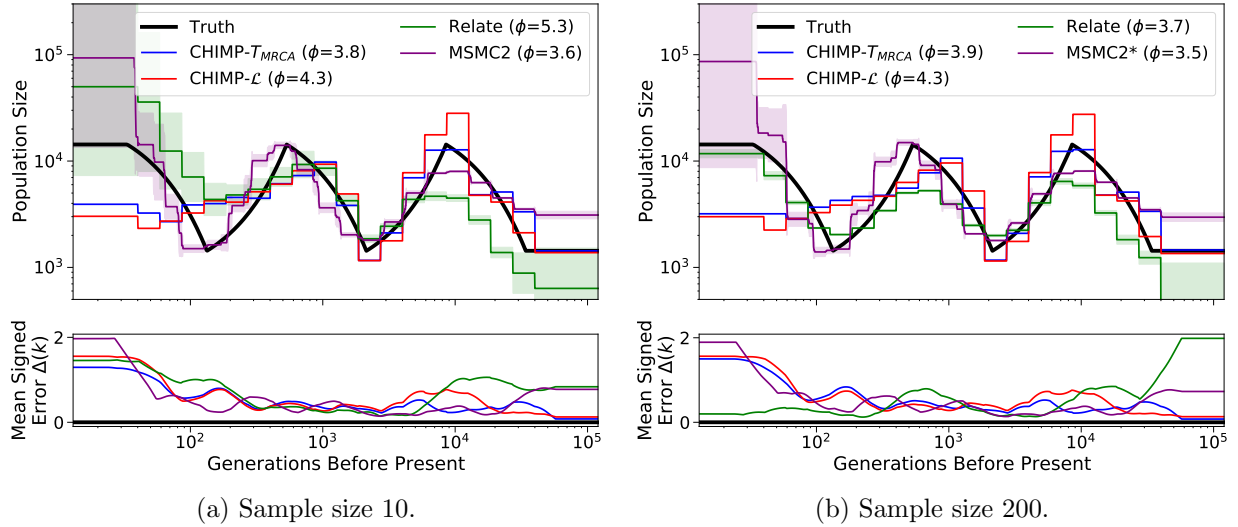 Truth
CHIMP-T_MRCA (ϕ=3.8)
CHIMP-ℒ (ϕ=4.3)
Relate (ϕ=5.3)
MSMC2 (ϕ=3.6)
Population Size
10^5
10^4
10^3
Mean Signed
Error Δ(k)
2
0
10^2
10^3
10^4
10^5
Generations Before Present
(a) Sample size 10.
Truth
CHIMP-T_MRCA (ϕ=3.9)
CHIMP-ℒ (ϕ=4.3)
Relate (ϕ=3.7)
MSMC2* (ϕ=3.5)
Population Size
10^5
10^4
10^3
Mean Signed
Error Δ(k)
2
0
10^2
10^3
10^4
10^5
Generations Before Present
(b) Sample size 200.